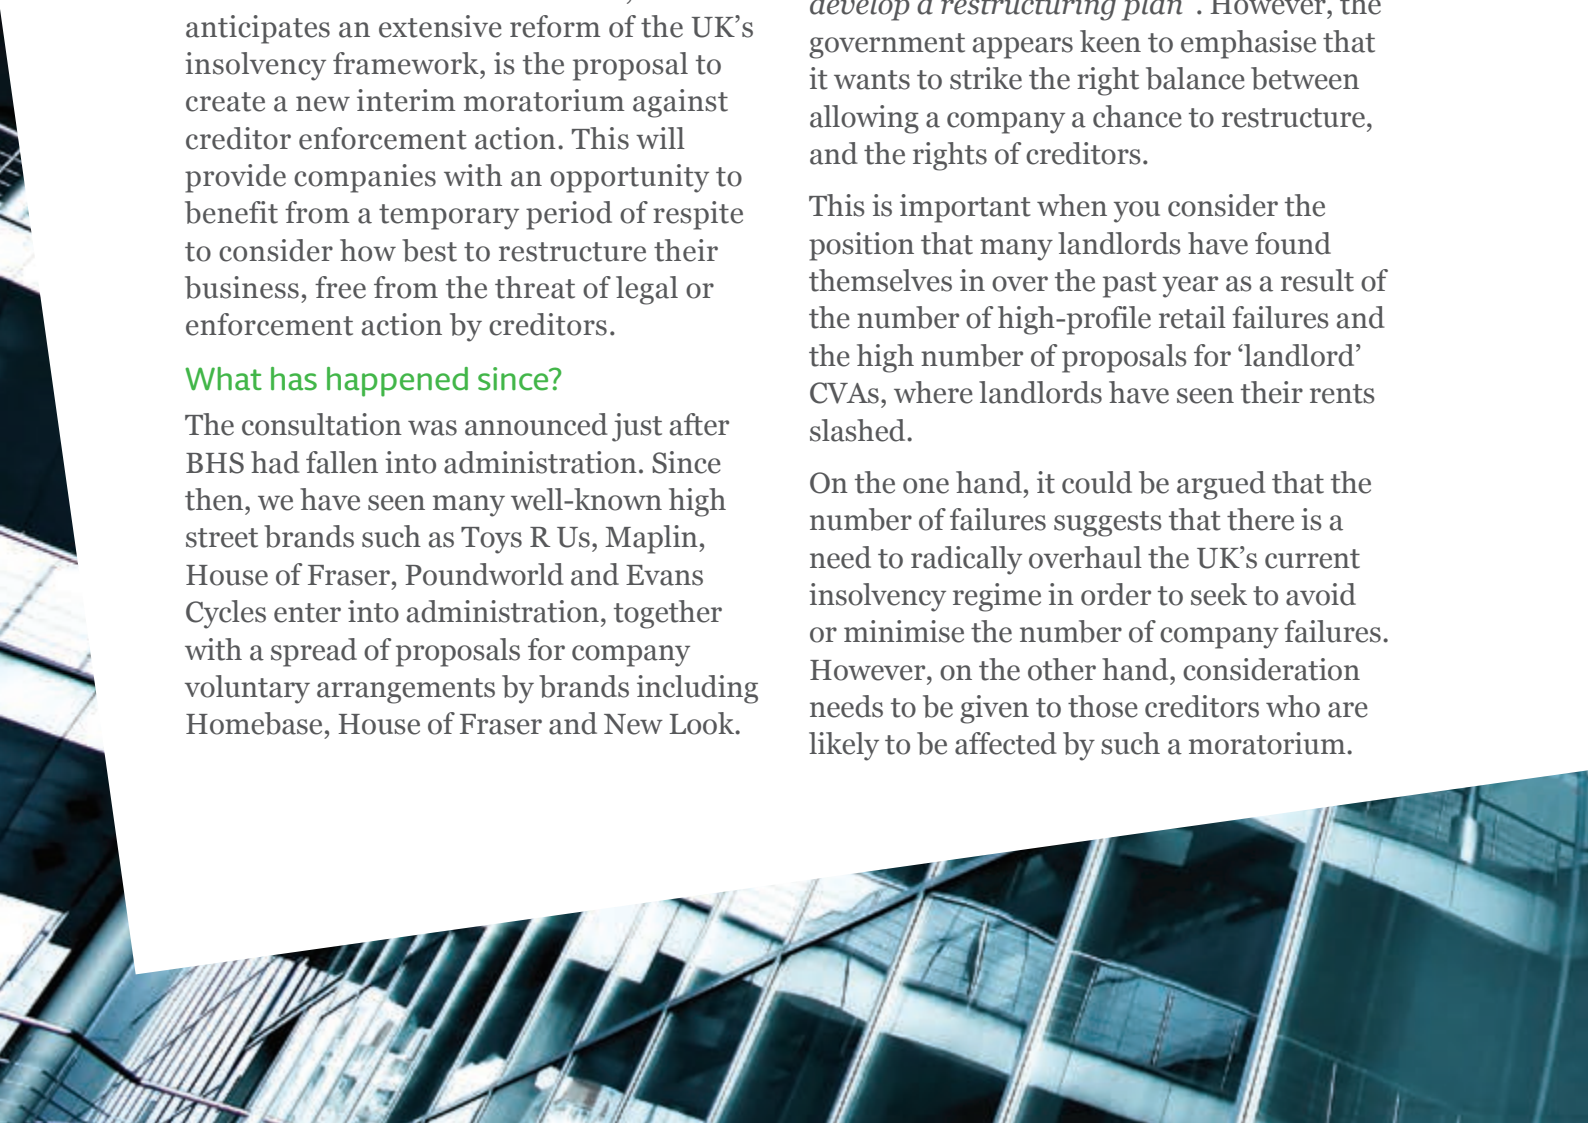 anticipates an extensive reform of the UK’s
insolvency framework, is the proposal to
create a new interim moratorium against
creditor enforcement action. This will
provide companies with an opportunity to
benefit from a temporary period of respite
to consider how best to restructure their
business, free from the threat of legal or
enforcement action by creditors.
What has happened since?
The consultation was announced just after
BHS had fallen into administration. Since
then, we have seen many well-known high
street brands such as Toys R Us, Maplin,
House of Fraser, Poundworld and Evans
Cycles enter into administration, together
with a spread of proposals for company
voluntary arrangements by brands including
Homebase, House of Fraser and New Look.
develop a restructuring plan”. However, the
government appears keen to emphasise that
it wants to strike the right balance between
allowing a company a chance to restructure,
and the rights of creditors.
This is important when you consider the
position that many landlords have found
themselves in over the past year as a result of
the number of high-profile retail failures and
the high number of proposals for ‘landlord’
CVAs, where landlords have seen their rents
slashed.
On the one hand, it could be argued that the
number of failures suggests that there is a
need to radically overhaul the UK’s current
insolvency regime in order to seek to avoid
or minimise the number of company failures.
However, on the other hand, consideration
needs to be given to those creditors who are
likely to be affected by such a moratorium.